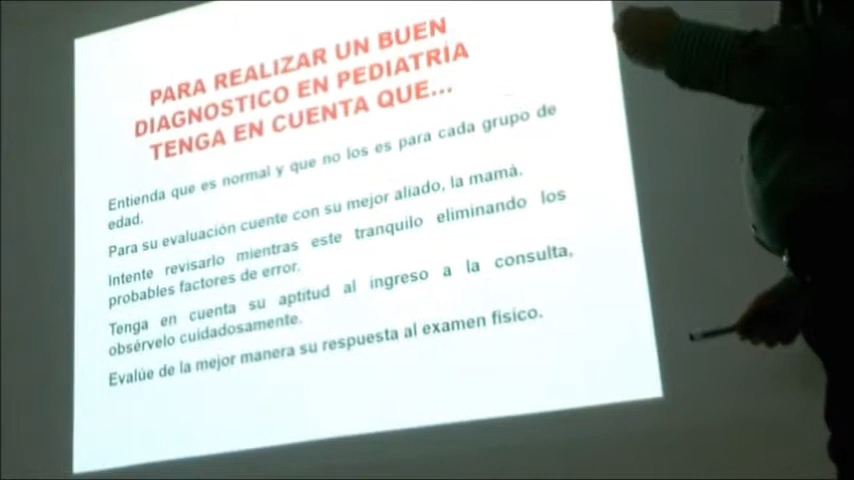 PARA REALIZAR UN BUEN
DIAGNOSTICO EN PEDIATRÍA
TENGA EN CUENTA QUE...
Entienda que es normal y que no los es para cada grupo de
edad.
Para su evaluación cuente con su mejor aliado, la mamá.
Intente revisarlo mientras este tranquilo eliminando los
probables factores de error.
Tenga en cuenta su aptitud al ingreso a la consulta,
obsérvelo cuidadosamente.
Evalúe de la mejor manera su respuesta al examen físico.